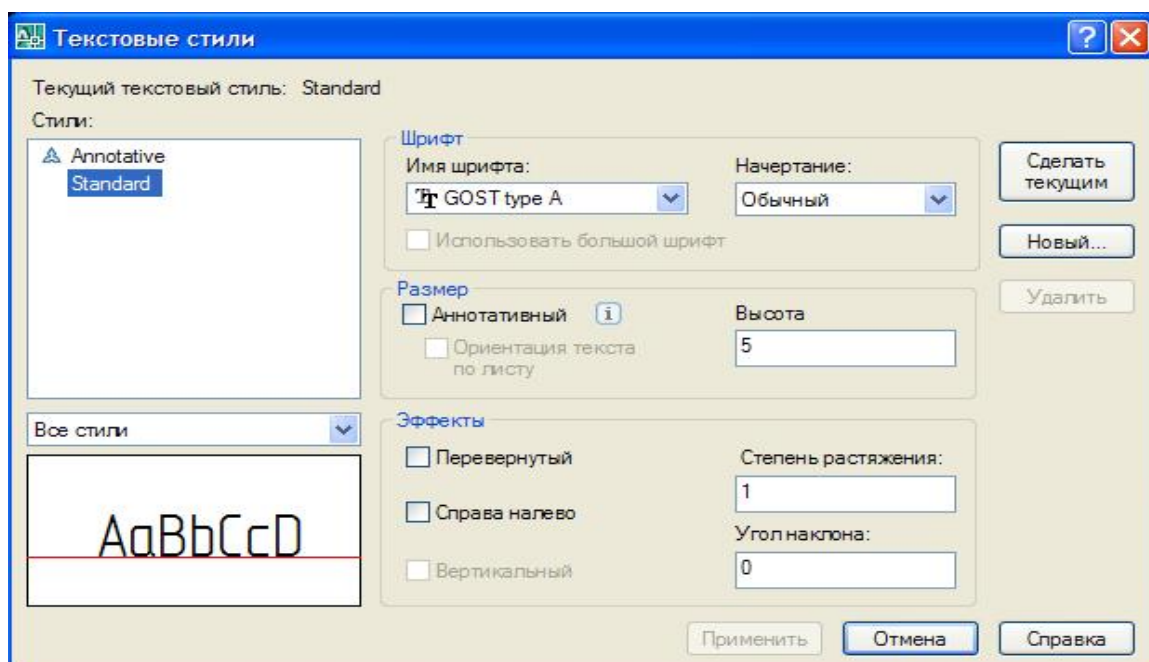 Текстовые стили
Текущий текстовый стиль: Standard
Стили:
Annotative
Standard
Все стили
AaBbCcD
Шрифт
Имя шрифта:
GOST type A
Начертание:
Обычный
Использовать большой шрифт
Размер
Аннотативный
Ориентация текста
по листу
Высота
5
Эффекты
Перевернутый
Справа налево
Вертикальный
Степень растяжения:
1
Угол наклона:
0
Сделать
текущим
Новый...
Удалить
Применить
Отмена
Справка